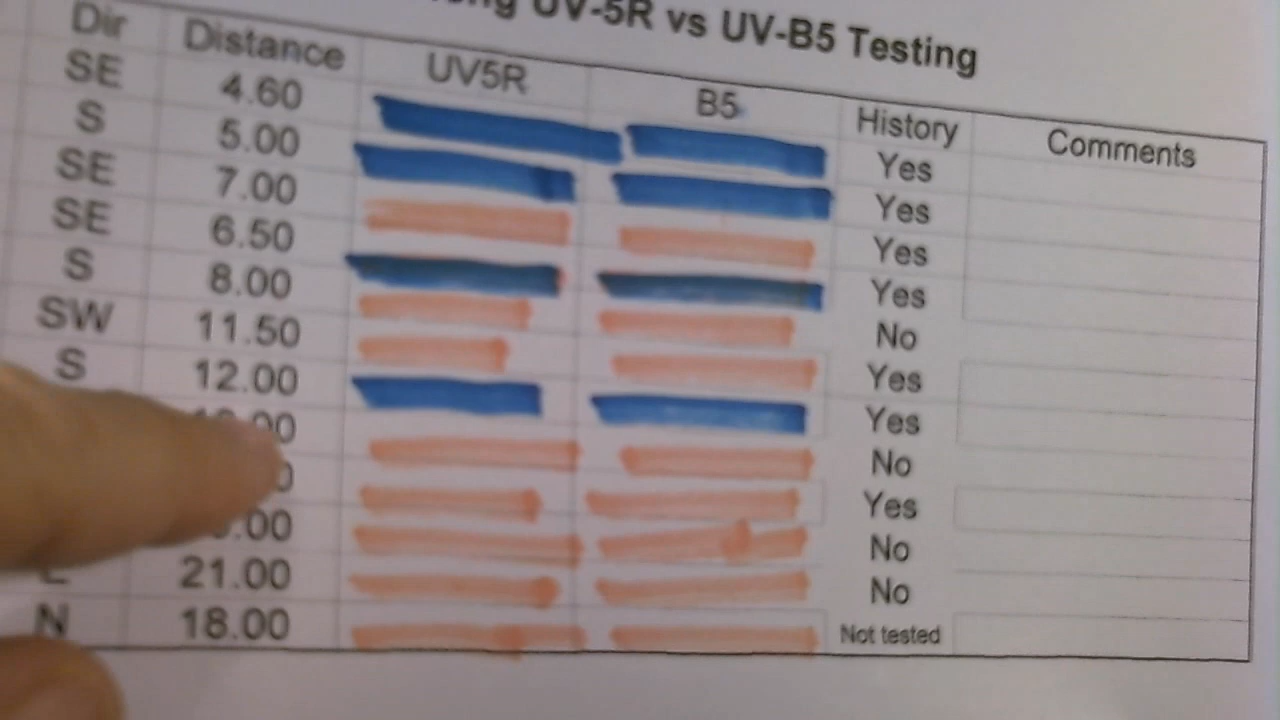 UV-5R vs UV-B5 Testing
Dir Distance UV5R B5 History Comments
SE 4.60 Yes
S 5.00 Yes
SE 7.00 Yes
SE 6.50 Yes
S 8.00 No
SW 11.50 Yes
S 12.00 Yes
No
Yes
No
21.00 No
N 18.00 Not tested